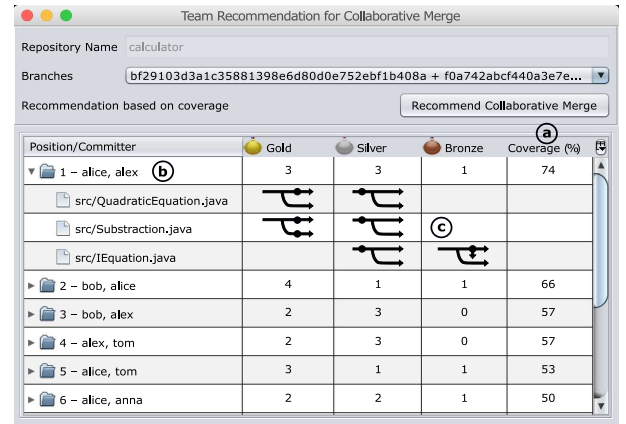 Team Recommendation for Collaborative Merge
Repository Name calculator
Branches bf29103d3a1c35881398e6d80d0e752ebf1b408a + f0a742abcf440a3e7e...
Recommendation based on coverage Recommend Collaborative Merge
a
Position/Committer Gold Silver Bronze Coverage (%)
1 – alice, alex b 3 3 1 74
src/QuadraticEquation.java
src/Substraction.java c
src/IEquation.java
2 – bob, alice 4 1 1 66
3 – bob, alex 2 3 0 57
4 – alex, tom 2 3 0 57
5 – alice, tom 3 1 1 53
6 – alice, anna 2 2 1 50